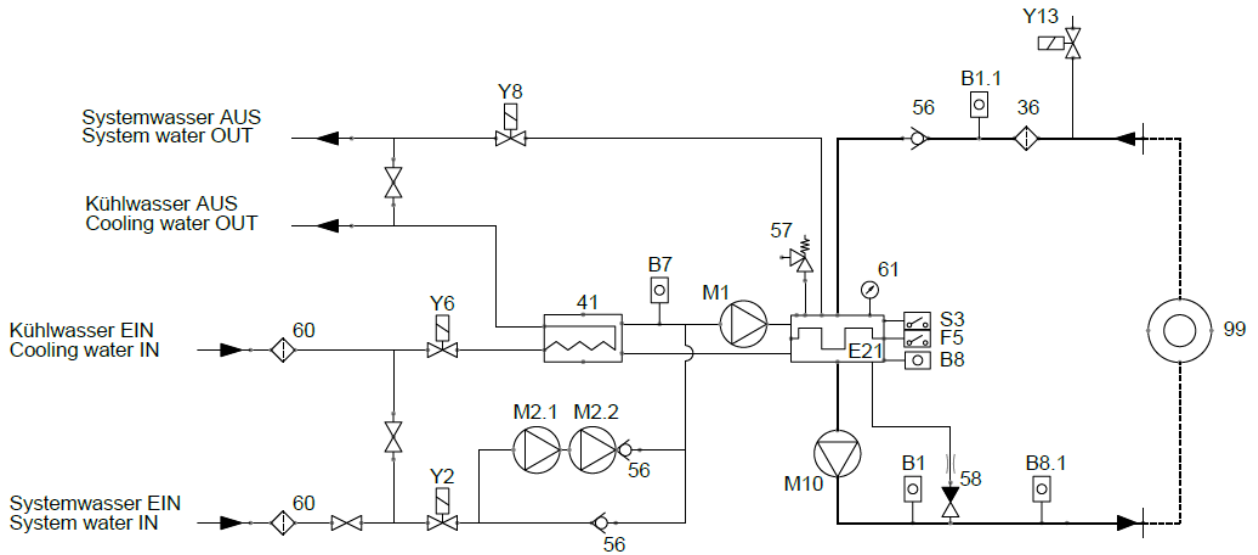 Y13
B1.1
56
36
Y8
Systemwasser AUS
System water OUT
Kühlwasser AUS
Cooling water OUT
57
B7
61
M1
41
Y6
S3
F5
E21
B8
99
Kühlwasser EIN
Cooling water IN
60
M2.1
M2.2
56
Y2
M10
B1
58
B8.1
Systemwasser EIN
System water IN
60
56